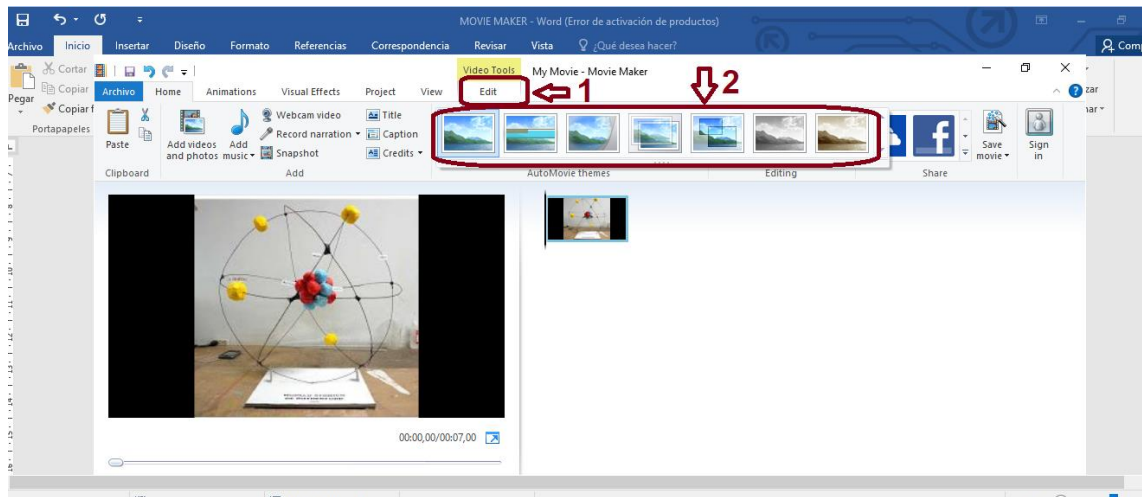 MOVIE MAKER - Word (Error de activación de productos)
Archivo Inicio Insertar Diseño Formato Referencias Correspondencia Revisar Vista ¿Qué desea hacer?
Cortar
Copiar
Copiar f
Pegar
Portapapeles
Video Tools My Movie - Movie Maker
Archivo Home Animations Visual Effects Project View Edit
1
2
Paste
Clipboard
Add videos and photos
Add music
Webcam video
Record narration
Snapshot
Title
Caption
Credits
Add
AutoMovie themes
Editing
Share
Save movie
Sign in
00:00,00/00:07,00